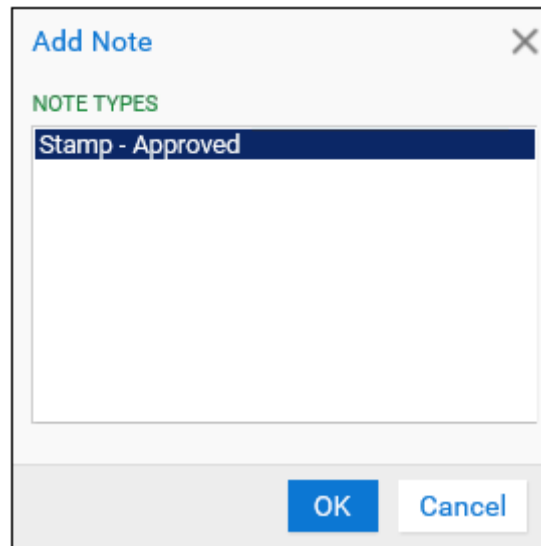 Add Note
NOTE TYPES
Stamp - Approved
OK
Cancel